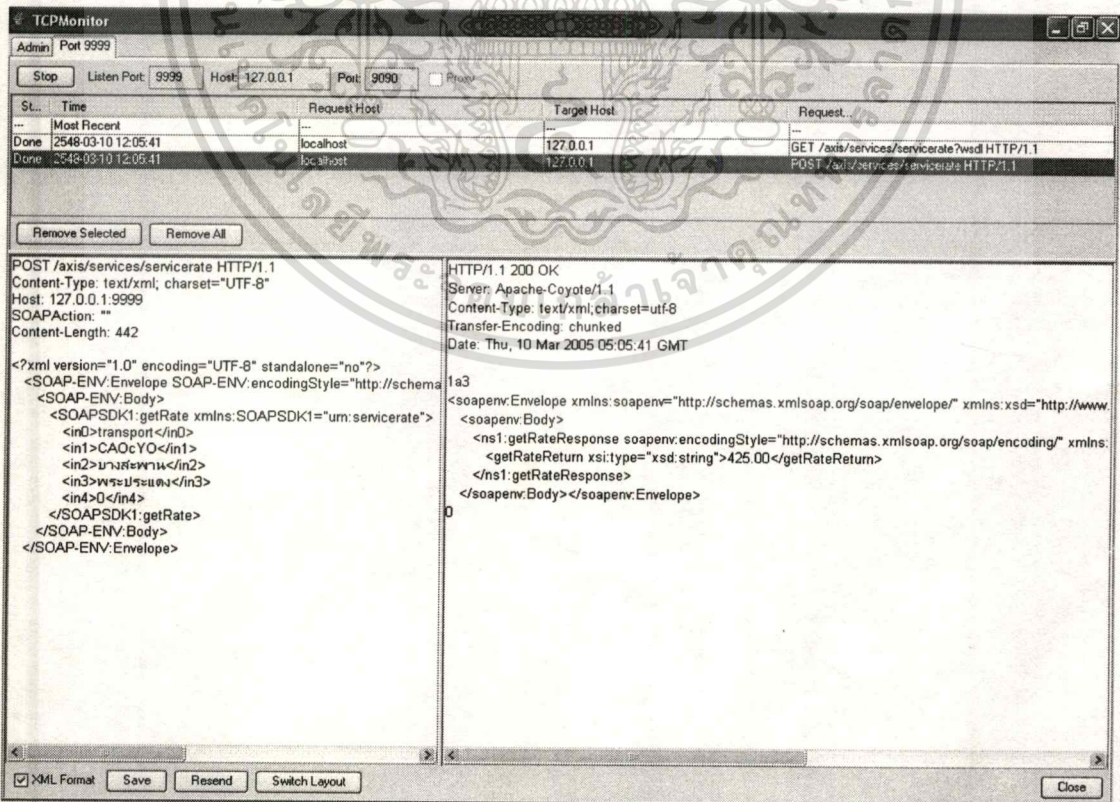 TCPMonitor
Admin Port 9999
Stop Listen Port: 9999 Host: 127.0.0.1 Port: 9090 Proxy
St... Time Request Host Target Host Request...
--- Most Recent --- --- ---
Done 2548-03-10 12:05:41 localhost 127.0.0.1 GET /axis/services/servicerate?wsdl HTTP/1.1
Done 2548-03-10 12:05:41 localhost 127.0.0.1 POST /axis/services/servicerate HTTP/1.1
Remove Selected Remove All
POST /axis/services/servicerate HTTP/1.1
Content-Type: text/xml; charset="UTF-8"
Host: 127.0.0.1:9999
SOAPAction: ""
Content-Length: 442
<?xml version="1.0" encoding="UTF-8" standalone="no"?>
<SOAP-ENV:Envelope SOAP-ENV:encodingStyle="http://schema
<SOAP-ENV:Body>
<SOAPSDK1:getRate xmlns:SOAPSDK1="urn:servicerate">
<in0>transport</in0>
<in1>CAOcYO</in1>
<in2>บางสะพาน</in2>
<in3>พระประแดง</in3>
<in4>0</in4>
</SOAPSDK1:getRate>
</SOAP-ENV:Body>
</SOAP-ENV:Envelope>
HTTP/1.1 200 OK
Server: Apache-Coyote/1.1
Content-Type: text/xml;charset=utf-8
Transfer-Encoding: chunked
Date: Thu, 10 Mar 2005 05:05:41 GMT
1a3
<soapenv:Envelope xmlns:soapenv="http://schemas.xmlsoap.org/soap/envelope/" xmlns:xsd="http://www.
<soapenv:Body>
<ns1:getRateResponse soapenv:encodingStyle="http://schemas.xmlsoap.org/soap/encoding/" xmlns:
<getRateReturn xsi:type="xsd:string">425.00</getRateReturn>
</ns1:getRateResponse>
</soapenv:Body></soapenv:Envelope>
0
XML Format Save Resend Switch Layout Close